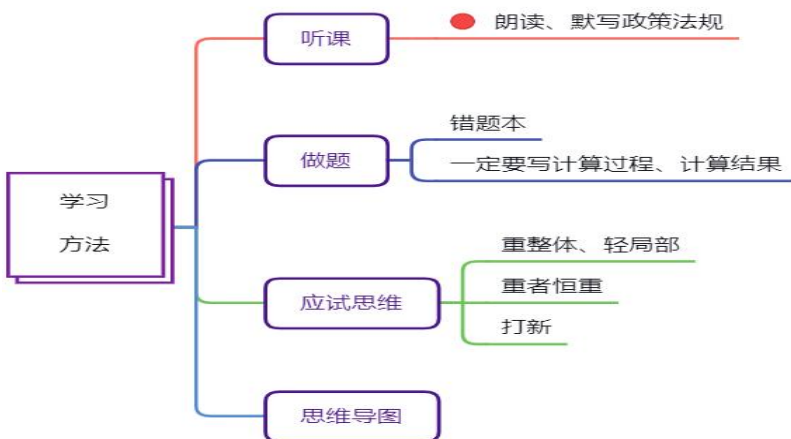 学习
方法
听课
朗读、默写政策法规
做题
错题本
一定要写计算过程、计算结果
应试思维
重整体、轻局部
重者恒重
打新
思维导图